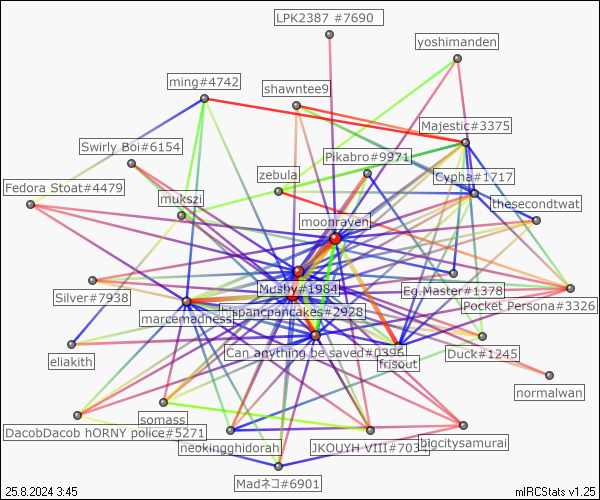 LPK2387 #7690
yoshimanden
ming#4742
shawntee9
Majestic#3375
Swirly Boi#6154
Pikabro#9971
zebula
Cypha#1717
Fedora Stoat#4479
mukszi
thesecondtwat
moonraven
Mushy#1984
Eg.Master#1378
Silver#7938
Pocket Persona#3326
hispancpancakes#2928
marcemadness
Can anything be saved#0396
Duck#1245
eliakith
frisout
normalwan
somass
DacobDacob hORNY police#5271
bigcitysamurai
neokingghidorah
JKOUYH VIII#703
Madネコ#6901
25.8.2024 3:45
mIRCStats v1.25